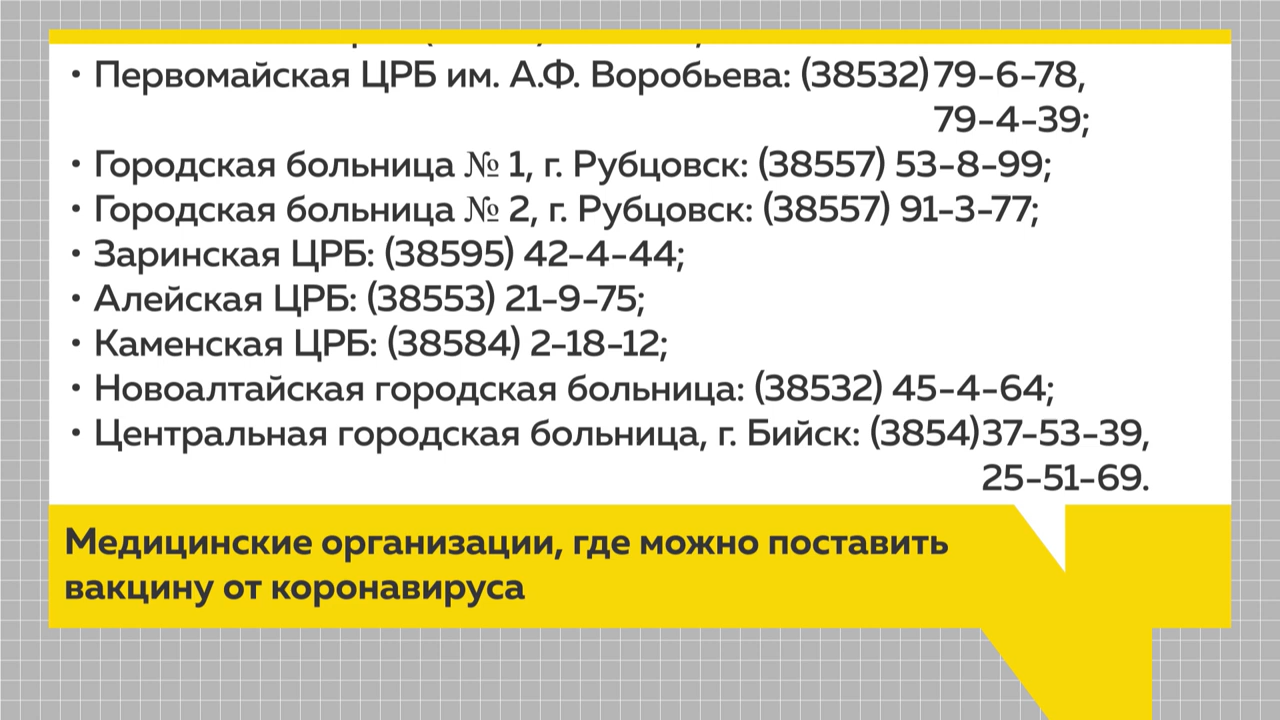 • Первомайская ЦРБ им. А.Ф. Воробьева: (38532) 79-6-78,
79-4-39;
• Городская больница № 1, г. Рубцовск: (38557) 53-8-99;
• Городская больница № 2, г. Рубцовск: (38557) 91-3-77;
• Заринская ЦРБ: (38595) 42-4-44;
• Алейская ЦРБ: (38553) 21-9-75;
• Каменская ЦРБ: (38584) 2-18-12;
• Новоалтайская городская больница: (38532) 45-4-64;
• Центральная городская больница, г. Бийск: (3854)37-53-39,
25-51-69.
Медицинские организации, где можно поставить
вакцину от коронавируса